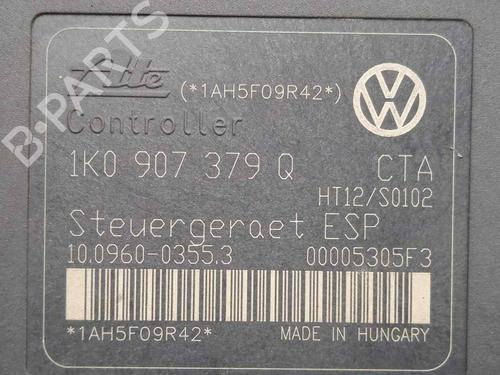 Ate (*1AH5F09R42*)
Controller
1K0 907 379 Q CTA
HT12/S0102
Steuergeraet ESP
10.0960-0355.3 00005305F3
*1AH5F09R42* MADE IN HUNGARY
B-PARTS